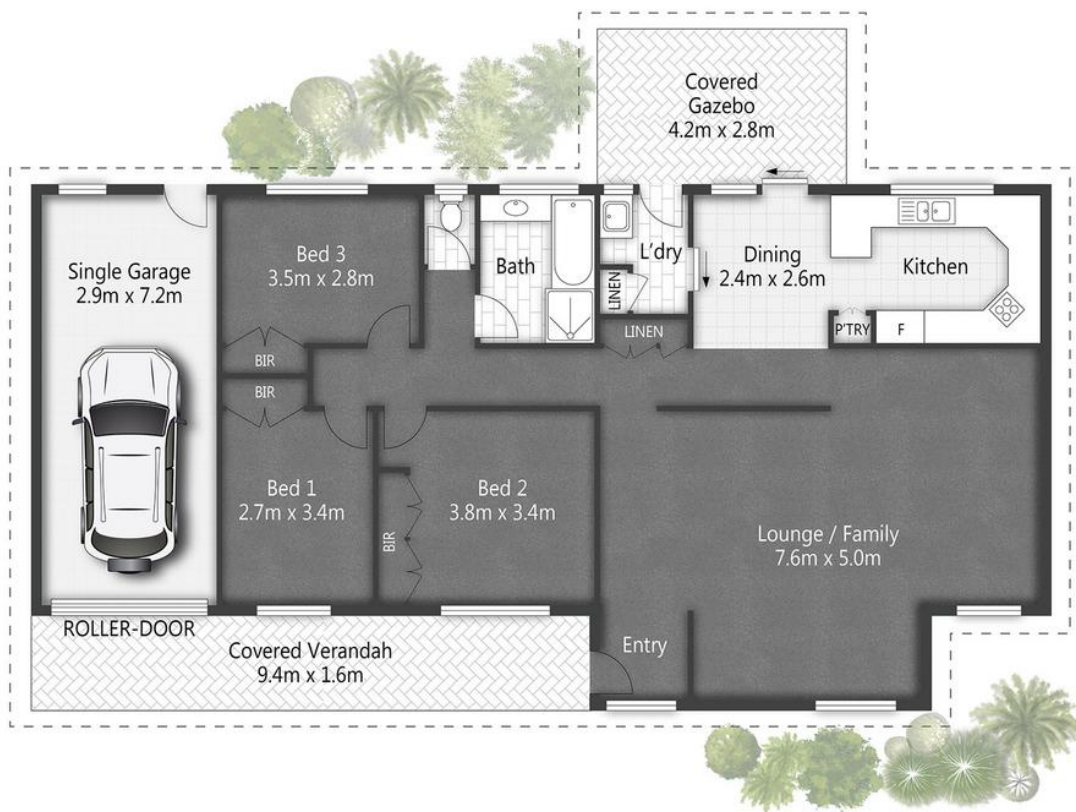 Covered
Gazebo
4.2m x 2.8m
Single Garage
2.9m x 7.2m
Bed 3
3.5m x 2.8m
Bath
L'dry
LINEN
Dining
2.4m x 2.6m
Kitchen
LINEN
P'TRY
F
BIR
BIR
Bed 1
2.7m x 3.4m
BIR
Bed 2
3.8m x 3.4m
Lounge / Family
7.6m x 5.0m
ROLLER-DOOR
Covered Verandah
9.4m x 1.6m
Entry